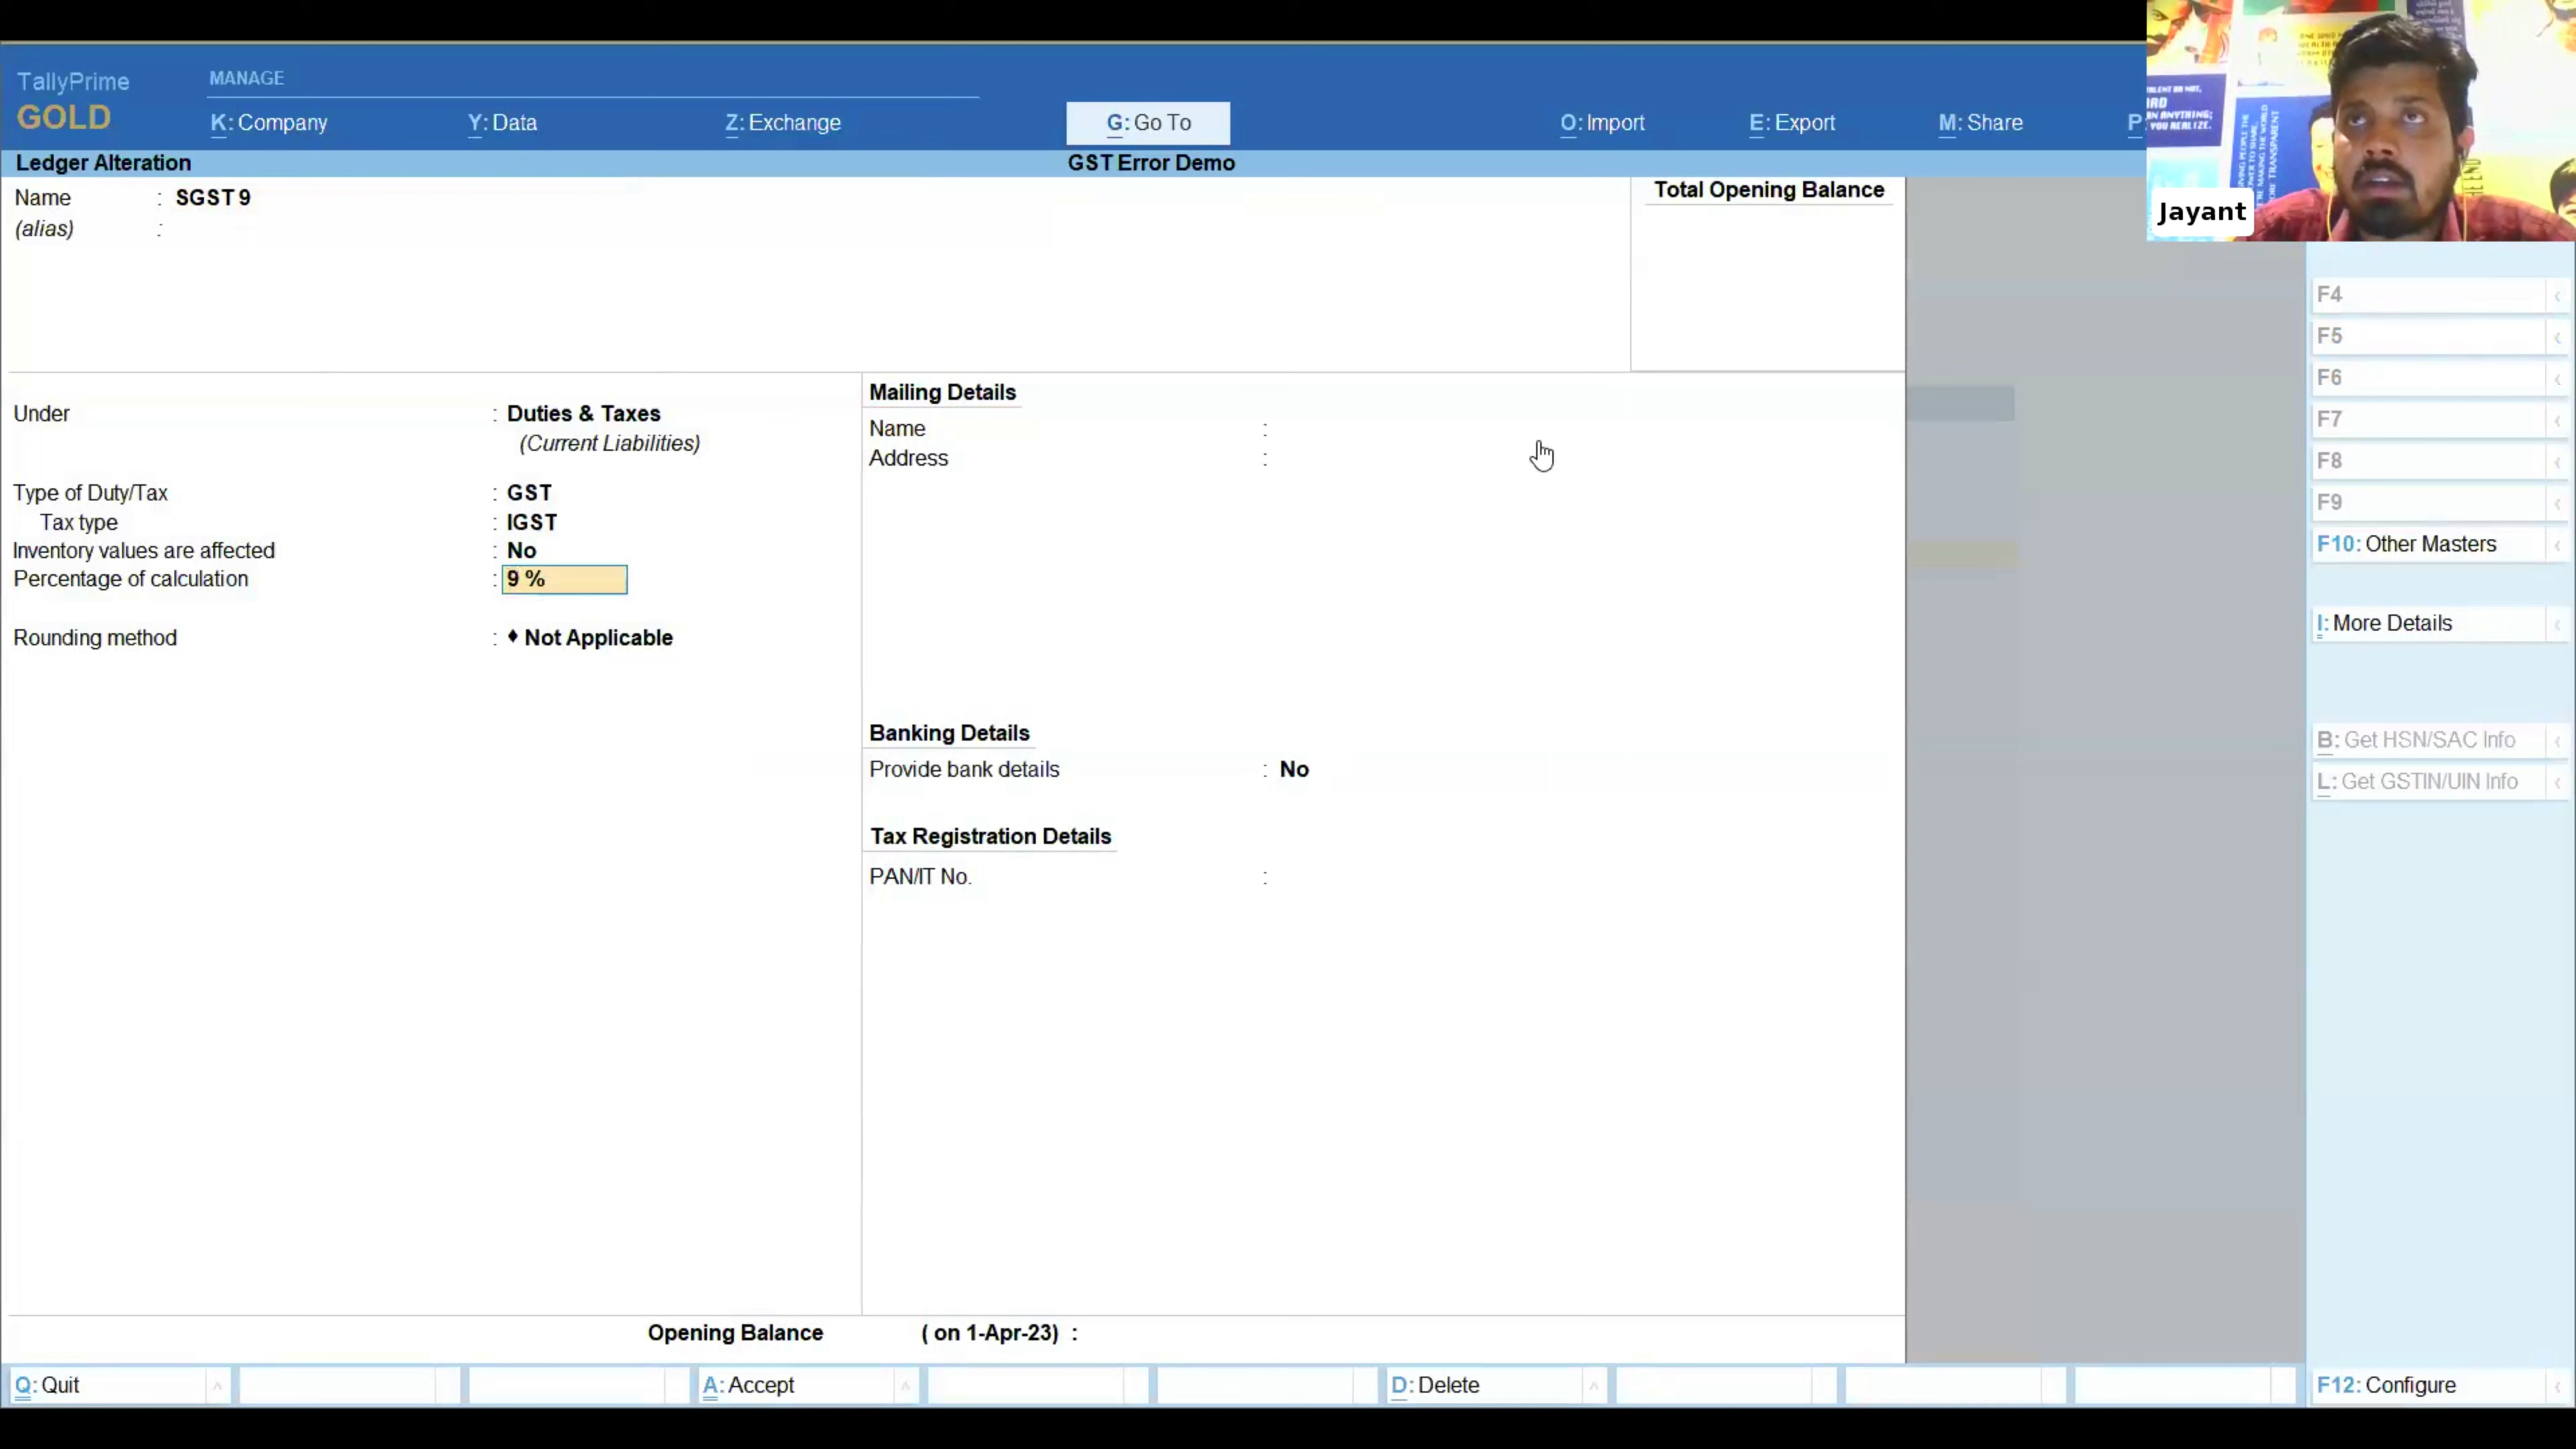 TallyPrime
GOLD
MANAGE
K: Company
Y: Data
Z: Exchange
G: Go To
O: Import
E: Export
M: Share
P
Ledger Alteration
GST Error Demo
Jayant
Name : SGST 9
(alias) :
Total Opening Balance
Under : Duties & Taxes
(Current Liabilities)
Type of Duty/Tax : GST
Tax type : IGST
Inventory values are affected : No
Percentage of calculation : 9 %
Rounding method : ♦ Not Applicable
Mailing Details
Name :
Address :
Banking Details
Provide bank details : No
Tax Registration Details
PAN/IT No. :
Opening Balance ( on 1-Apr-23) :
F4
F5
F6
F7
F8
F9
F10: Other Masters
I: More Details
B: Get HSN/SAC Info
L: Get GSTIN/UIN Info
Q: Quit
A: Accept
D: Delete
F12: Configure